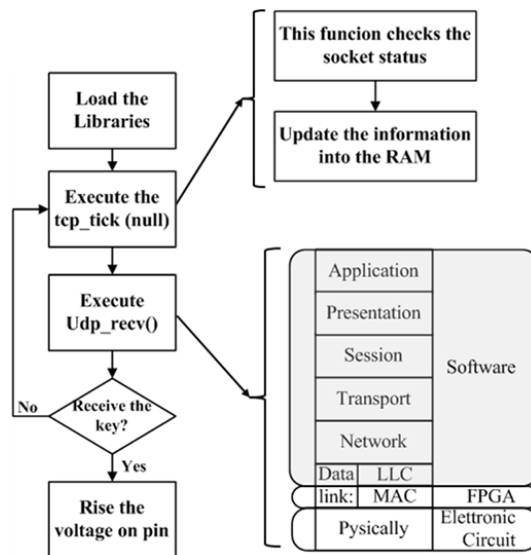 Load the
Libraries
Execute the
tcp_tick (null)
Execute
Udp_recv()
No
Receive the
key?
Yes
Rise the
voltage on pin
This funcion checks the
socket status
Update the information
into the RAM
Application
Presentation
Session
Transport
Network
Software
Data LLC
link: MAC FPGA
Pysically
Elettronic
Circuit